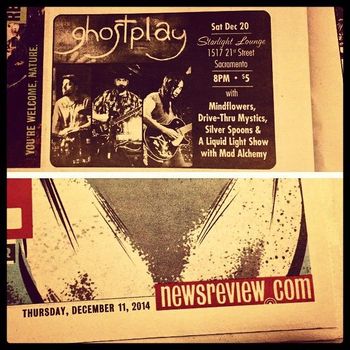 YOU'RE WELCOME, NATURE.
ghostplay
Sat Dec 20
Starlight Lounge
1517 21st Street
Sacramento
8PM • $5
with
Mindflowers,
Drive-Thru Mystics,
Silver Spoons &
A Liquid Light Show
with Mad Alchemy
THURSDAY, DECEMBER 11, 2014
newsreview.com